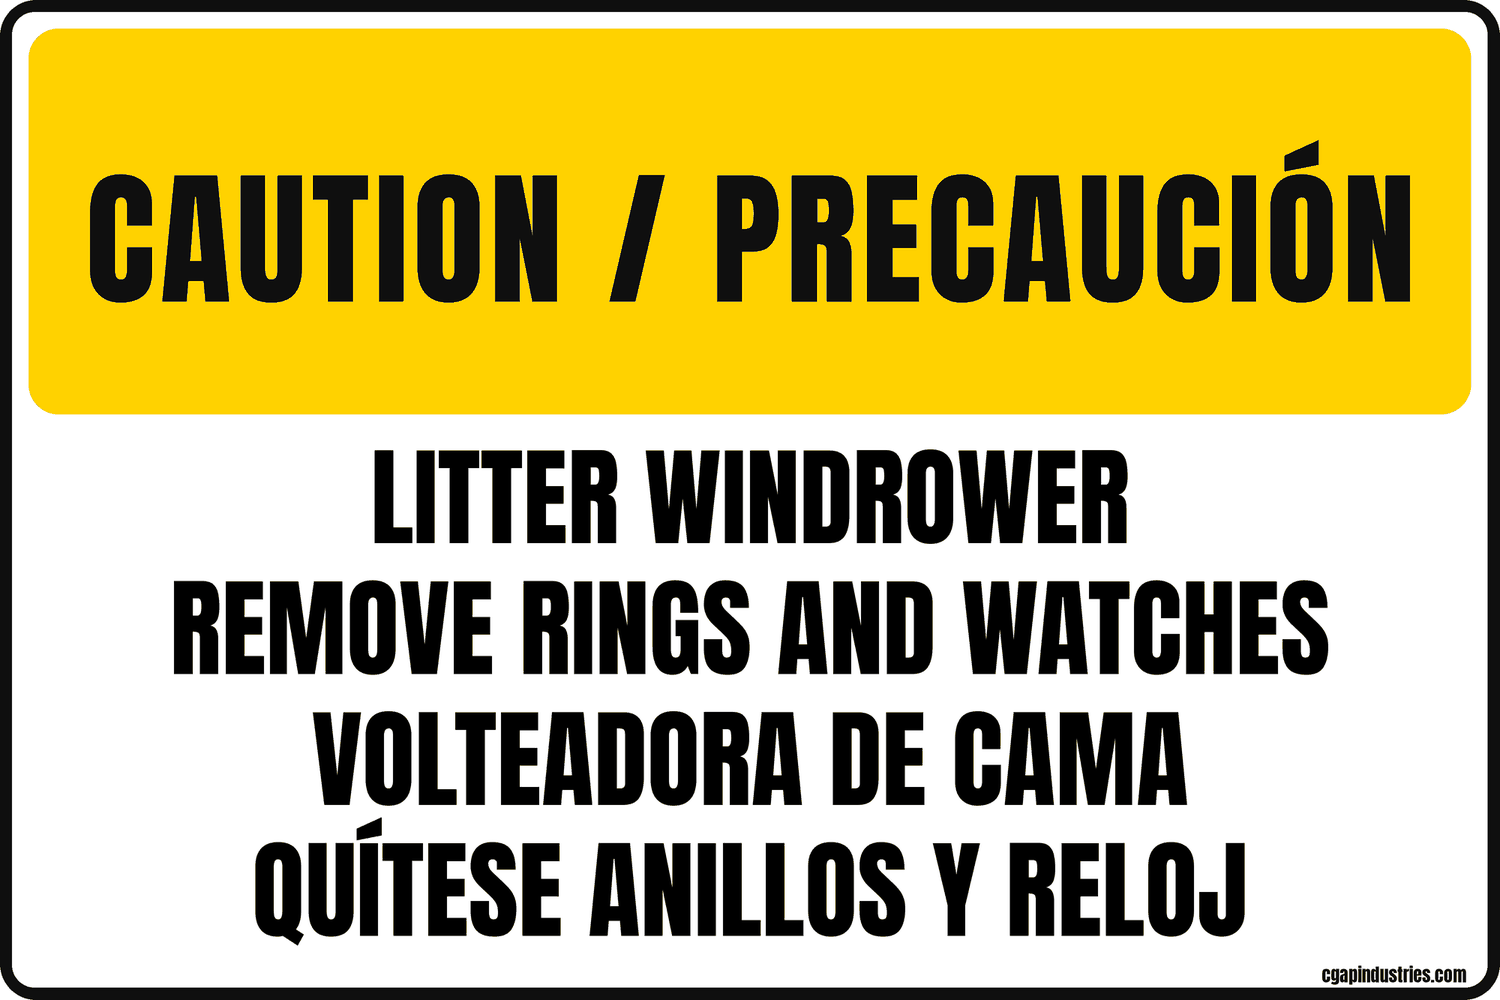 CAUTION / PRECAUCIÓN
LITTER WINDROWER
REMOVE RINGS AND WATCHES
VOLTEADORA DE CAMA
QUÍTESE ANILLOS Y RELOJ
cgapindustries.com